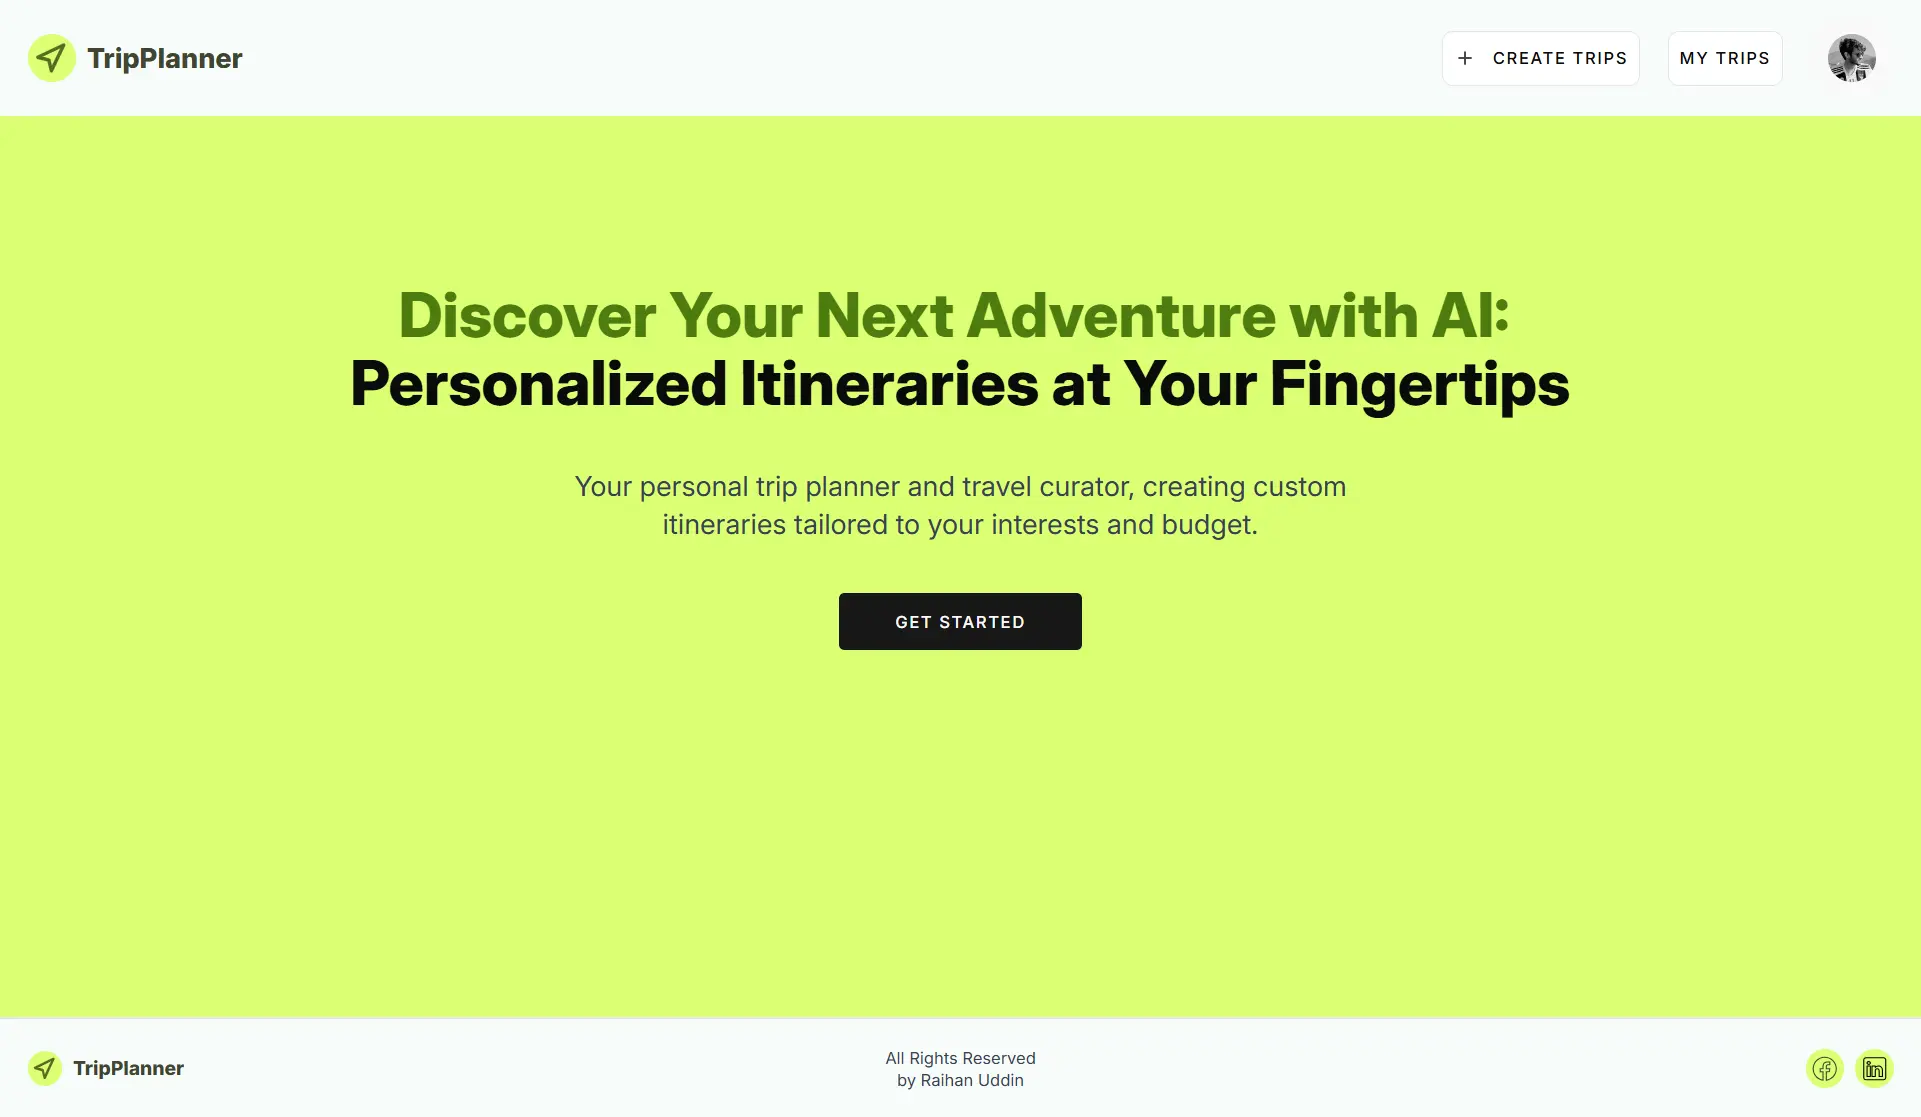 TripPlanner
+ CREATE TRIPS
MY TRIPS
Discover Your Next Adventure with AI:
Personalized Itineraries at Your Fingertips
Your personal trip planner and travel curator, creating custom
itineraries tailored to your interests and budget.
GET STARTED
TripPlanner
All Rights Reserved
by Raihan Uddin
in